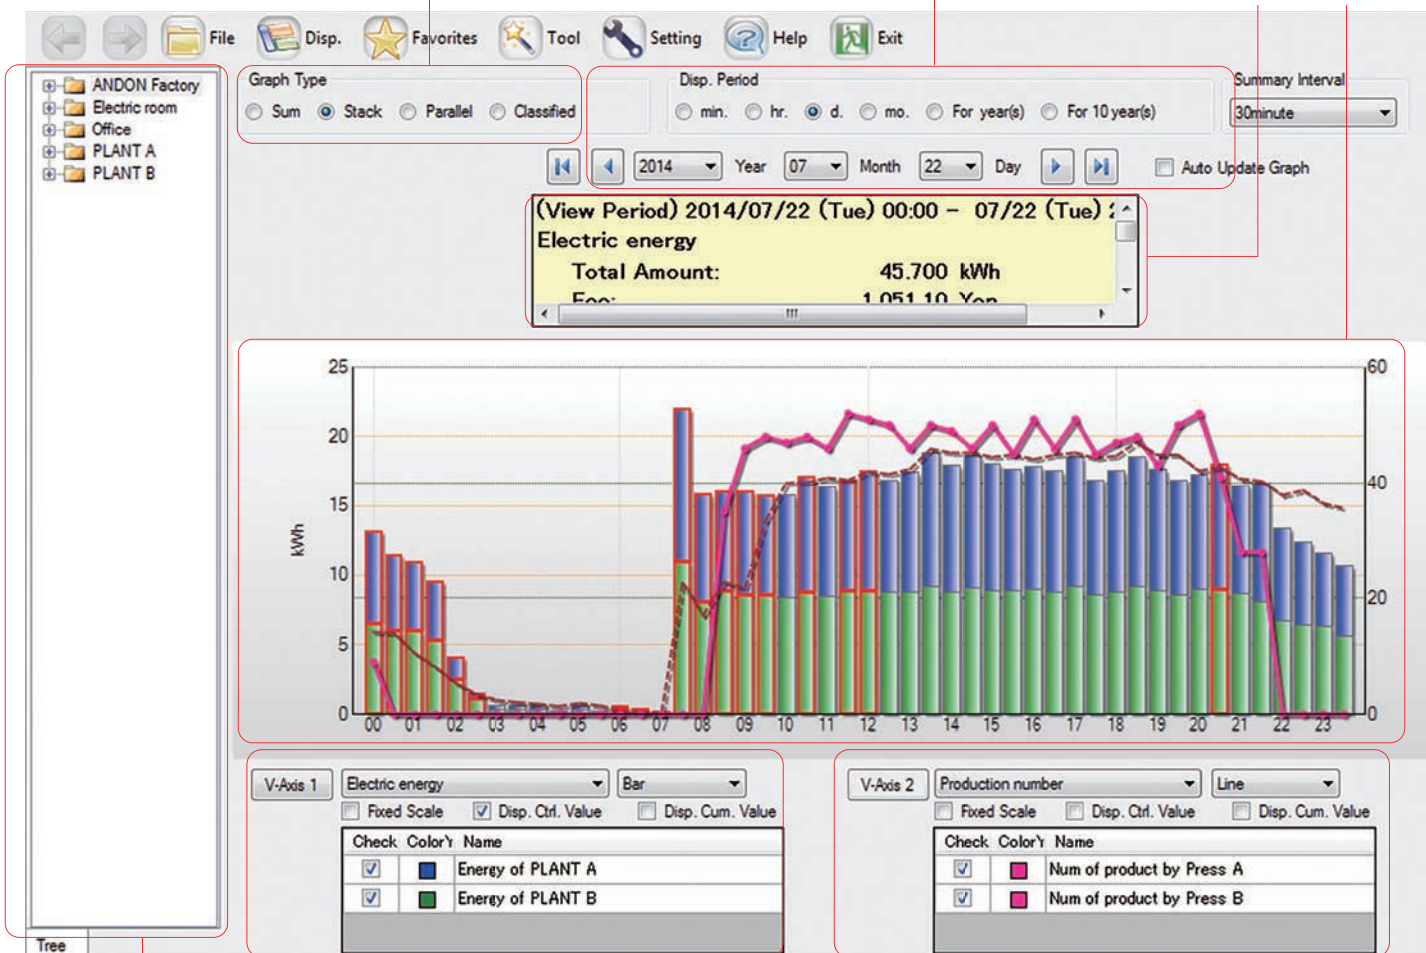 File Disp. Favorites Tool Setting Help Exit
ANDON Factory
Electric room
Office
PLANT A
PLANT B
Tree
Graph Type
Sum Stack Parallel Classified
Disp. Period
min. hr. d. mo. For year(s) For 10 year(s)
Summary Interval
30minute
2014 Year 07 Month 22 Day
Auto Update Graph
(View Period) 2014/07/22 (Tue) 00:00 - 07/22 (Tue)
Electric energy
Total Amount: 45.700 kWh
Fee: 1,051.10 Yen
25
20
15
10
5
0
kWh
60
40
20
0
00 01 02 03 04 05 06 07 08 09 10 11 12 13 14 15 16 17 18 19 20 21 22 23
V-Axis 1 Electric energy Bar
Fixed Scale Disp. Ctrl. Value Disp. Cum. Value
Check Color Name
Energy of PLANT A
Energy of PLANT B
V-Axis 2 Production number Line
Fixed Scale Disp. Ctrl. Value Disp. Cum. Value
Check Color Name
Num of product by Press A
Num of product by Press B